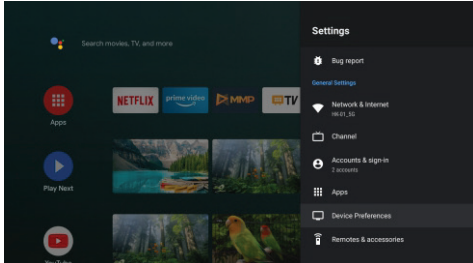 Settings
Search movies, TV, and more
Bug report
General Settings
NETFLIX
prime video
MMP
TV
Network & Internet
HK-01_5G
Apps
Channel
Accounts & sign-in
2 accounts
Apps
Play Next
Device Preferences
Remotes & accessories
YouTube